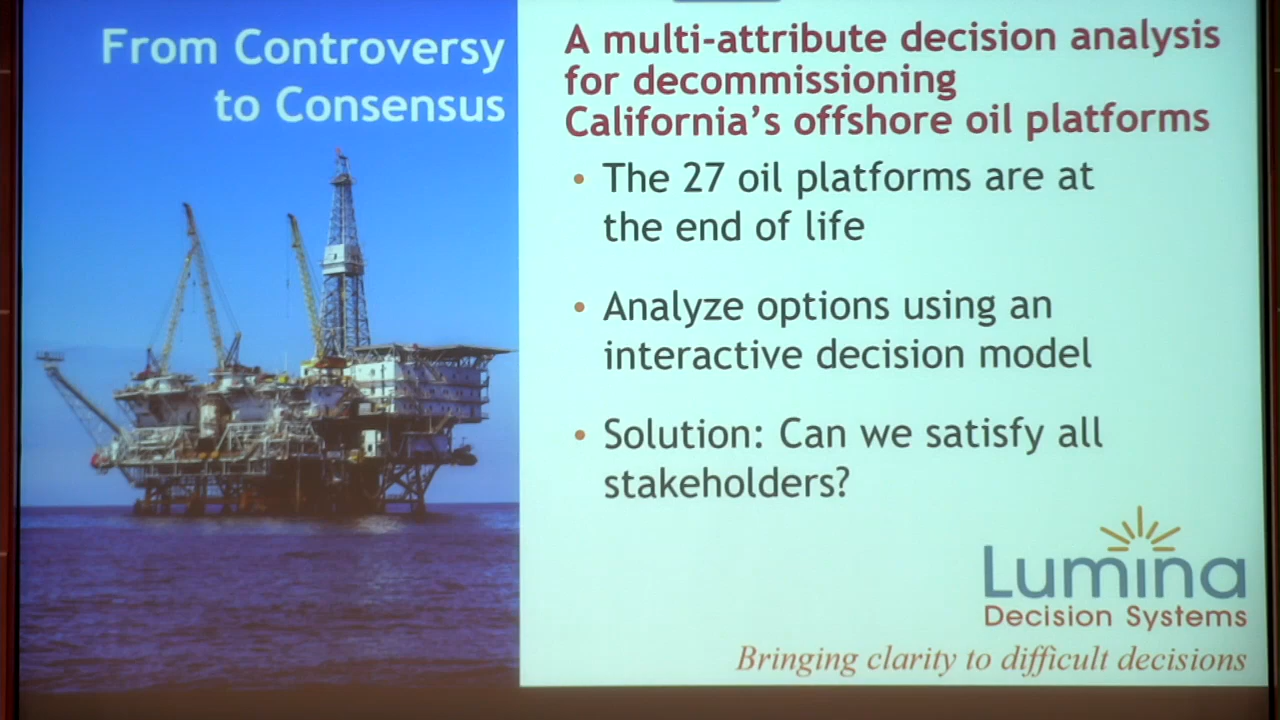 From Controversy
to Consensus
A multi-attribute decision analysis
for decommissioning
California's offshore oil platforms
• The 27 oil platforms are at
the end of life
• Analyze options using an
interactive decision model
• Solution: Can we satisfy all
stakeholders?
Lumina
Decision Systems
Bringing clarity to difficult decisions